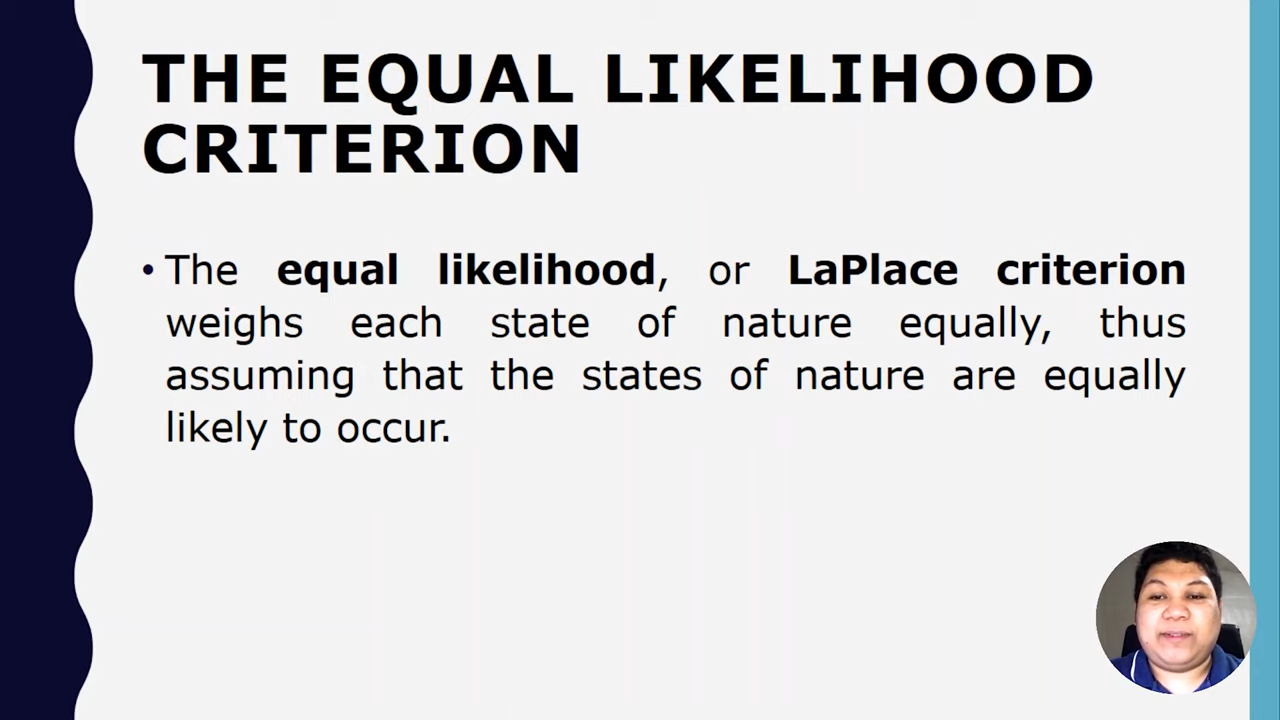 THE EQUAL LIKELIHOOD
CRITERION
• The equal likelihood, or LaPlace criterion
weighs each state of nature equally, thus
assuming that the states of nature are equally
likely to occur.